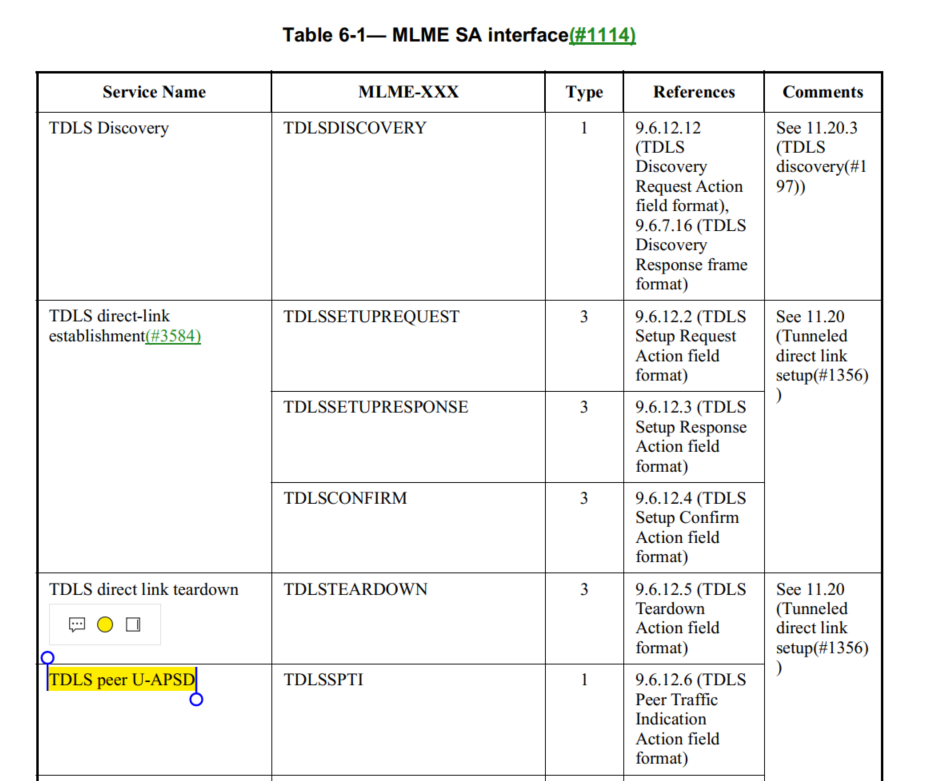 Table 6-1— MLME SA interface(#1114)
Service Name MLME-XXX Type References Comments
TDLS Discovery TDLSDISCOVERY 1 9.6.12.12
(TDLS
Discovery
Request Action
field format),
9.6.7.16 (TDLS
Discovery
Response frame
format)
See 11.20.3
(TDLS
discovery(#1
97))
TDLS direct-link
establishment(#3584)
TDLSSETUPREQUEST 3 9.6.12.2 (TDLS
Setup Request
Action field
format)
See 11.20
(Tunneled
direct link
setup(#1356)
)
TDLSSETUPRESPONSE 3 9.6.12.3 (TDLS
Setup Response
Action field
format)
TDLSCONFIRM 3 9.6.12.4 (TDLS
Setup Confirm
Action field
format)
TDLS direct link teardown TDLSTEARDOWN 3 9.6.12.5 (TDLS
Teardown
Action field
format)
See 11.20
(Tunneled
direct link
setup(#1356)
)
TDLS peer U-APSD TDLSSPTI 1 9.6.12.6 (TDLS
Peer Traffic
Indication
Action field
format)